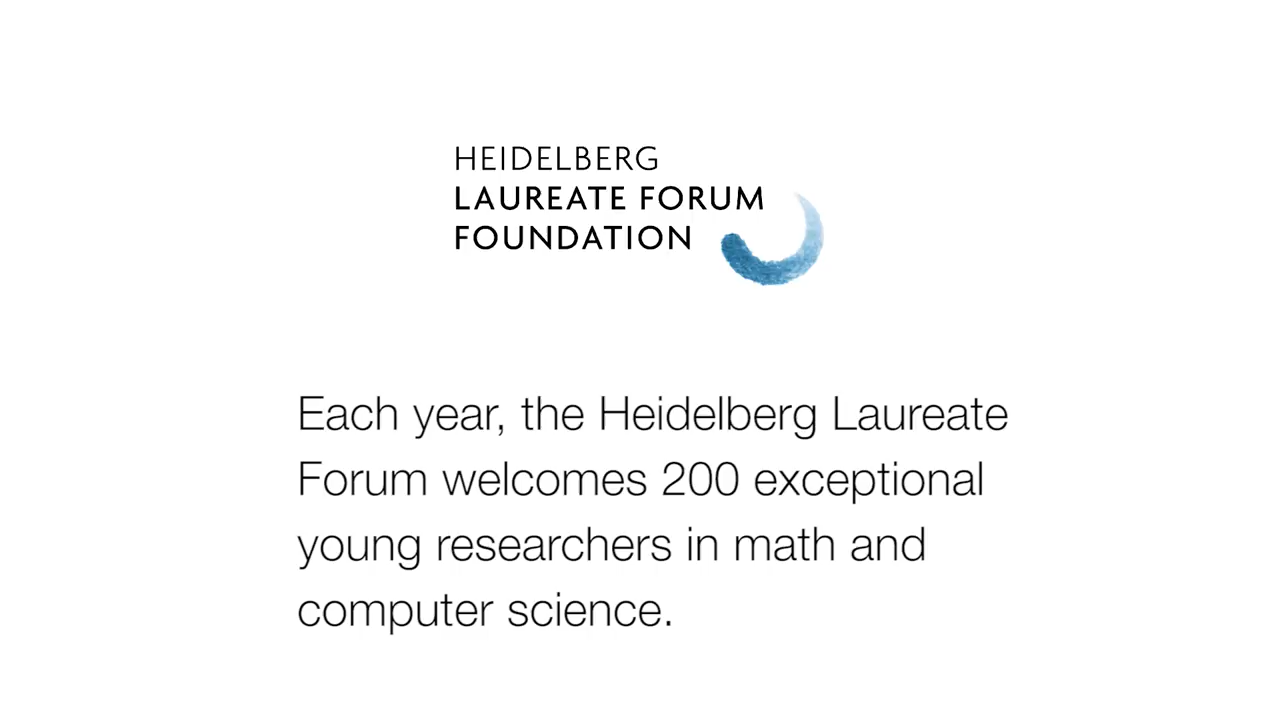 HEIDELBERG
LAUREATE FORUM
FOUNDATION
Each year, the Heidelberg Laureate
Forum welcomes 200 exceptional
young researchers in math and
computer science.